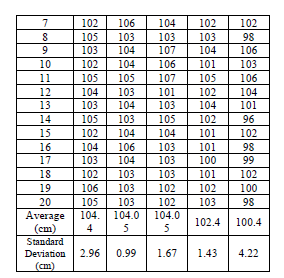 7 102 106 104 102 102
8 105 103 103 103 98
9 103 104 107 104 106
10 102 104 106 101 103
11 105 105 107 105 106
12 104 103 101 102 104
13 103 104 103 104 101
14 105 103 105 102 96
15 102 104 104 101 102
16 104 106 103 101 98
17 103 104 103 100 99
18 102 103 103 101 102
19 106 103 102 102 100
20 105 103 102 103 98
Average 104. 104.0 104.0 102.4 100.4
(cm) 4 5 5
Standard
Deviation 2.96 0.99 1.67 1.43 4.22
(cm)